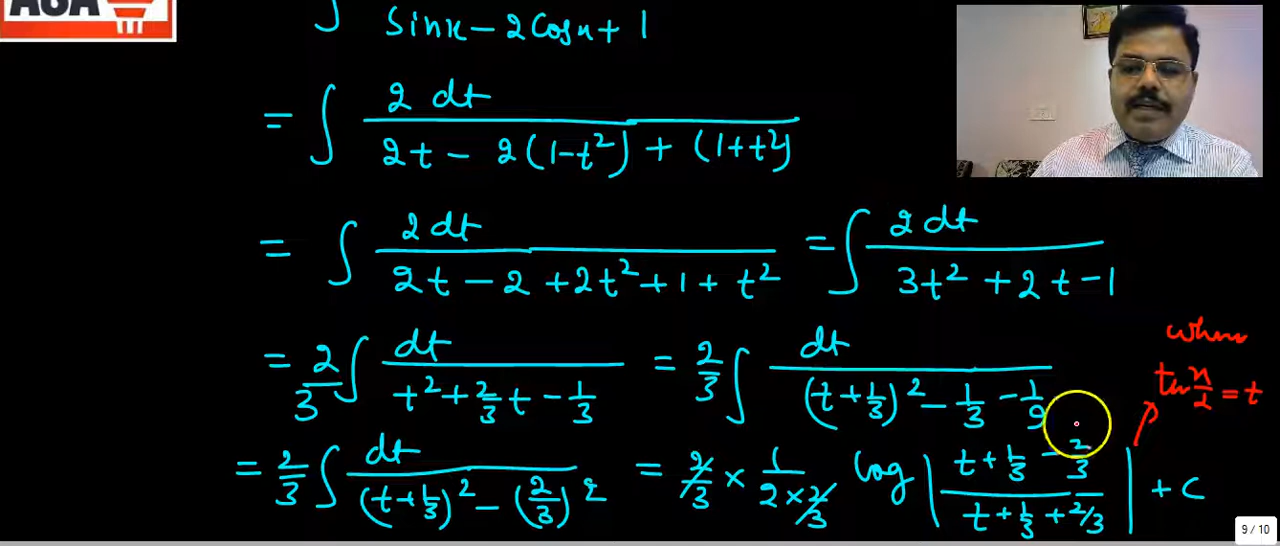 ASA
∫ Sinx - 2Cosx + 1
= ∫ 2 dt / (2t - 2(1-t²) + (1+t²))
= ∫ 2 dt / (2t - 2 + 2t² + 1 + t²) = ∫ 2 dt / (3t² + 2t - 1)
= 2/3 ∫ dt / (t² + 2/3 t - 1/3) = 2/3 ∫ dt / ((t + 1/3)² - 1/3 - 1/9)
where
tan x/2 = t
= 2/3 ∫ dt / ((t + 1/3)² - (2/3)²) = 2/3 × 1/(2 × 2/3) log | (t + 1/3 - 2/3) / (t + 1/3 + 2/3) | + C
9 / 10